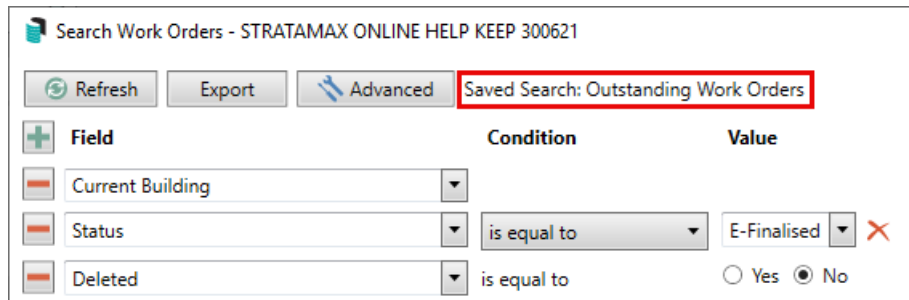 Search Work Orders - STRATAMAX ONLINE HELP KEEP 300621
Refresh Export Advanced Saved Search: Outstanding Work Orders
Field Condition Value
Current Building
Status is equal to E-Finalised
Deleted is equal to Yes No